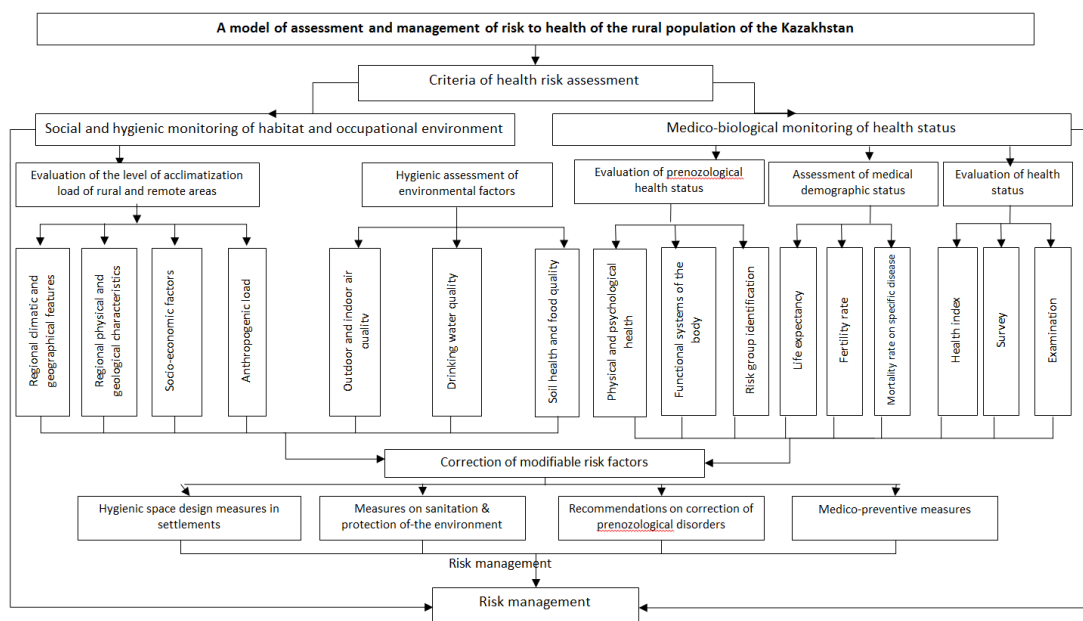 A model of assessment and management of risk to health of the rural population of the Kazakhstan
Criteria of health risk assessment
Social and hygienic monitoring of habitat and occupational environment
Medico-biological monitoring of health status
Evaluation of the level of acclimatization
load of rural and remote areas
Hygienic assessment of
environmental factors
Evaluation of prenozological
health status
Assessment of medical
demographic status
Evaluation of health
status
Regional climatic and
geographical features
Regional physical and
geological characteristics
Socio-economic factors
Anthropogenic load
Outdoor and indoor air
quality
Drinking water quality
Soil health and food quality
Physical and psychological
health
Functional systems of the
body
Risk group identification
Life expectancy
Fertility rate
Mortality rate on specific disease
Health index
Survey
Examination
Correction of modifiable risk factors
Hygienic space design measures in
settlements
Measures on sanitation &
protection of-the environment
Recommendations on correction of
prenozological disorders
Medico-preventive measures
Risk management
Risk management